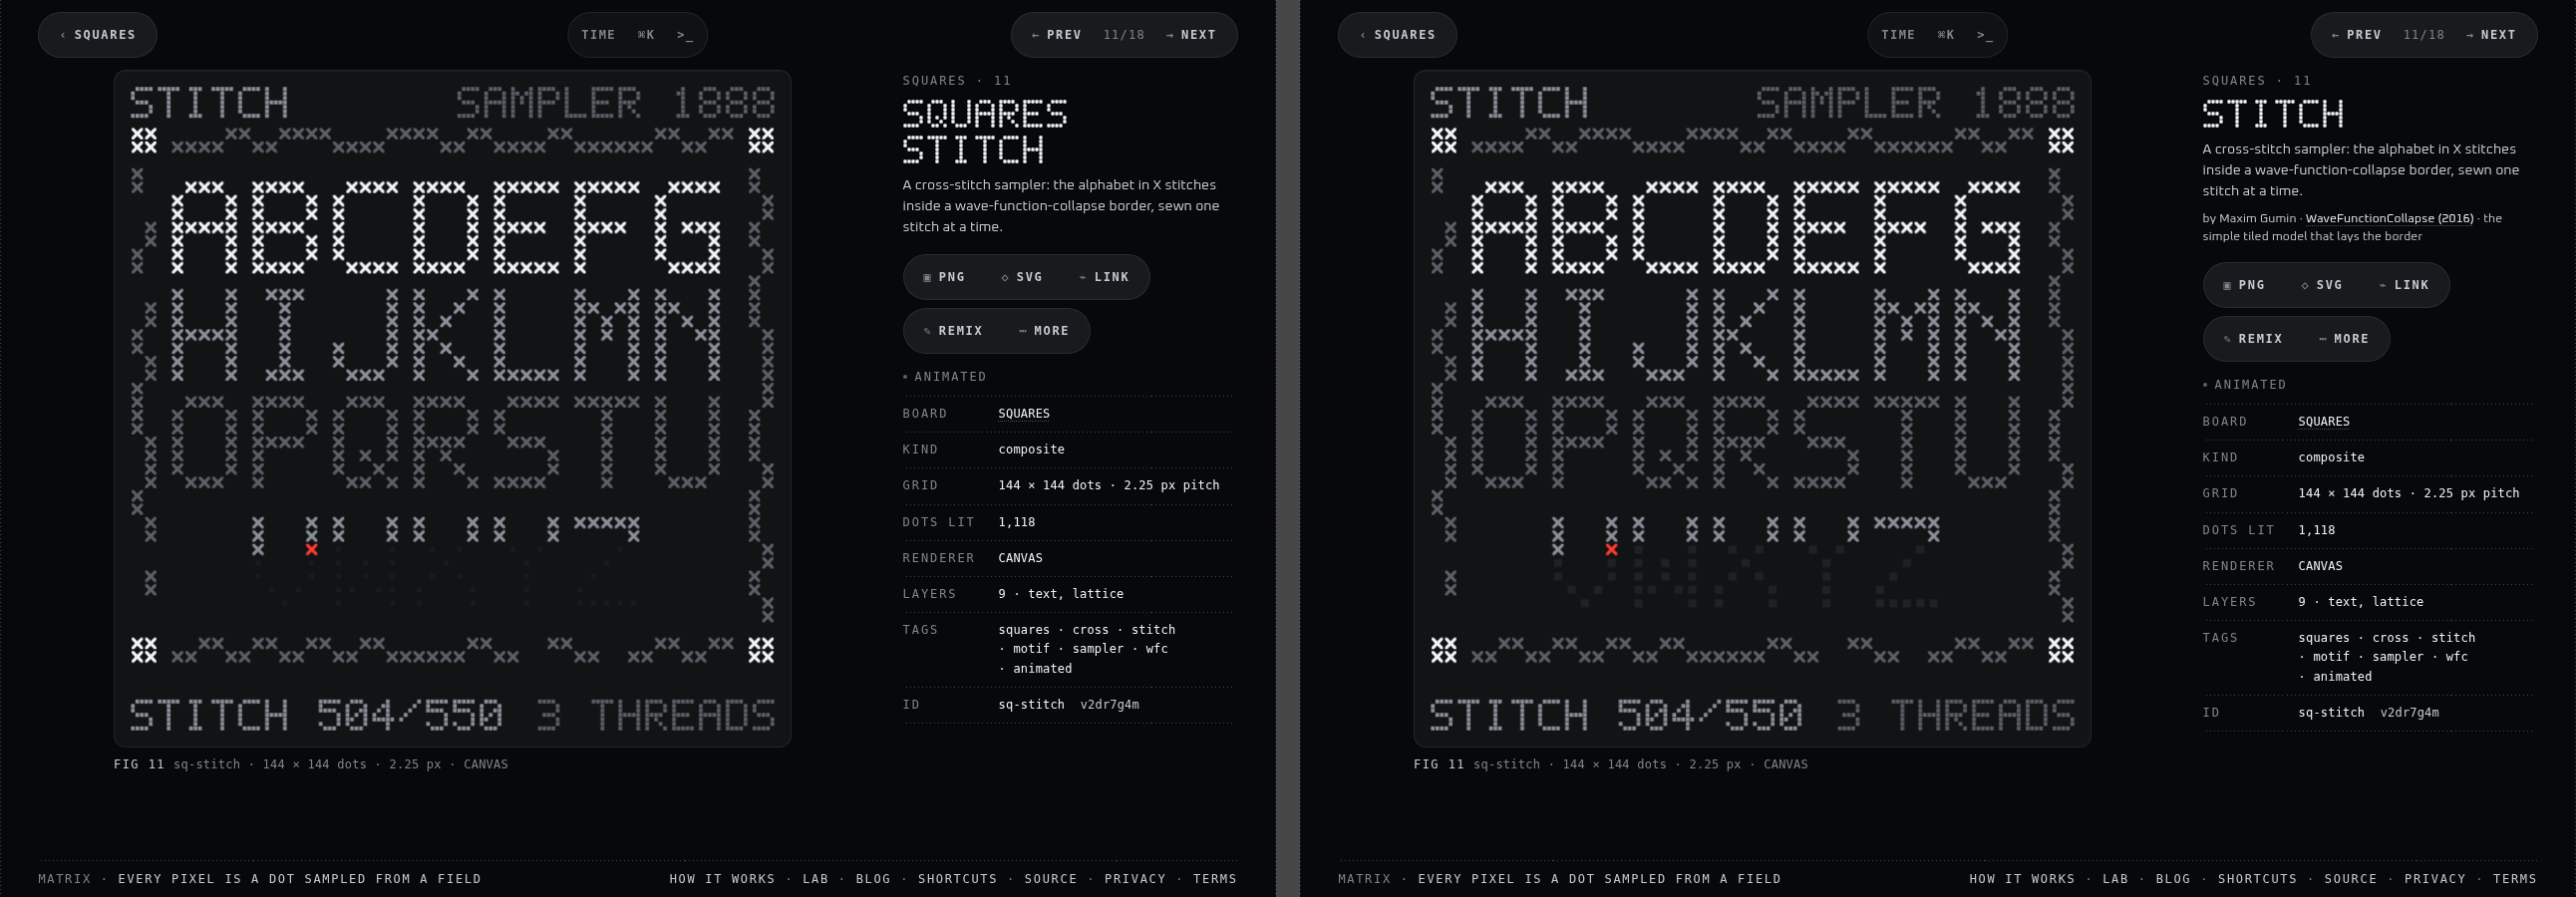 ‹ SQUARES
TIME ⌘K >_
← PREV 11/18 → NEXT
STITCH SAMPLER 1888
ABCDEFG
HIJKLMN
OPQRSTU
VWXYZ
STITCH 504/550 3 THREADS
FIG 11 sq-stitch · 144 × 144 dots · 2.25 px · CANVAS
SQUARES · 11
SQUARES
STITCH
A cross-stitch sampler: the alphabet in X stitches
inside a wave-function-collapse border, sewn one
stitch at a time.
▣ PNG ◇ SVG ⌁ LINK
✎ REMIX ⋯ MORE
• ANIMATED
BOARD SQUARES
KIND composite
GRID 144 × 144 dots · 2.25 px pitch
DOTS LIT 1,118
RENDERER CANVAS
LAYERS 9 · text, lattice
TAGS squares · cross · stitch
· motif · sampler · wfc
· animated
ID sq-stitch v2dr7g4m
MATRIX · EVERY PIXEL IS A DOT SAMPLED FROM A FIELD
HOW IT WORKS · LAB · BLOG · SHORTCUTS · SOURCE · PRIVACY · TERMS
‹ SQUARES
TIME ⌘K >_
← PREV 11/18 → NEXT
STITCH SAMPLER 1888
ABCDEFG
HIJKLMN
OPQRSTU
VWXYZ
STITCH 504/550 3 THREADS
FIG 11 sq-stitch · 144 × 144 dots · 2.25 px · CANVAS
SQUARES · 11
STITCH
A cross-stitch sampler: the alphabet in X stitches
inside a wave-function-collapse border, sewn one
stitch at a time.
by Maxim Gumin · WaveFunctionCollapse (2016) · the
simple tiled model that lays the border
▣ PNG ◇ SVG ⌁ LINK
✎ REMIX ⋯ MORE
• ANIMATED
BOARD SQUARES
KIND composite
GRID 144 × 144 dots · 2.25 px pitch
DOTS LIT 1,118
RENDERER CANVAS
LAYERS 9 · text, lattice
TAGS squares · cross · stitch
· motif · sampler · wfc
· animated
ID sq-stitch v2dr7g4m
MATRIX · EVERY PIXEL IS A DOT SAMPLED FROM A FIELD
HOW IT WORKS · LAB · BLOG · SHORTCUTS · SOURCE · PRIVACY · TERMS